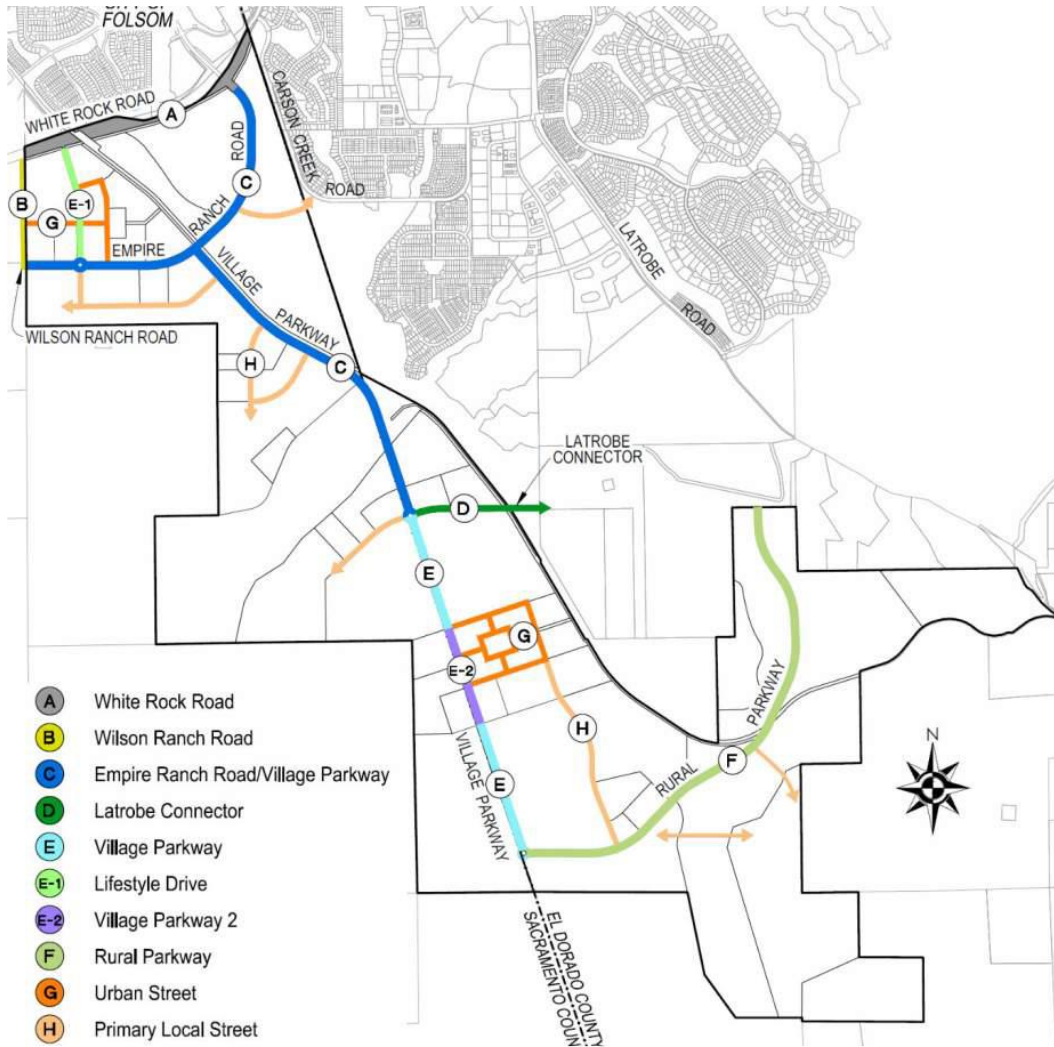 CITY OF
FOLSOM
WHITE ROCK ROAD
A
CARSON CREEK
ROAD
ROAD
C
RANCH
EMPIRE
B
E-1
G
VILLAGE
PARKWAY
WILSON RANCH ROAD
H
C
LATROBE
ROAD
LATROBE
CONNECTOR
D
E
G
E-2
H
VILLAGE PARKWAY
E
RURAL
F
PARKWAY
N
EL DORADO COUNTY
SACRAMENTO COUN
A White Rock Road
B Wilson Ranch Road
C Empire Ranch Road/Village Parkway
D Latrobe Connector
E Village Parkway
E-1 Lifestyle Drive
E-2 Village Parkway 2
F Rural Parkway
G Urban Street
H Primary Local Street